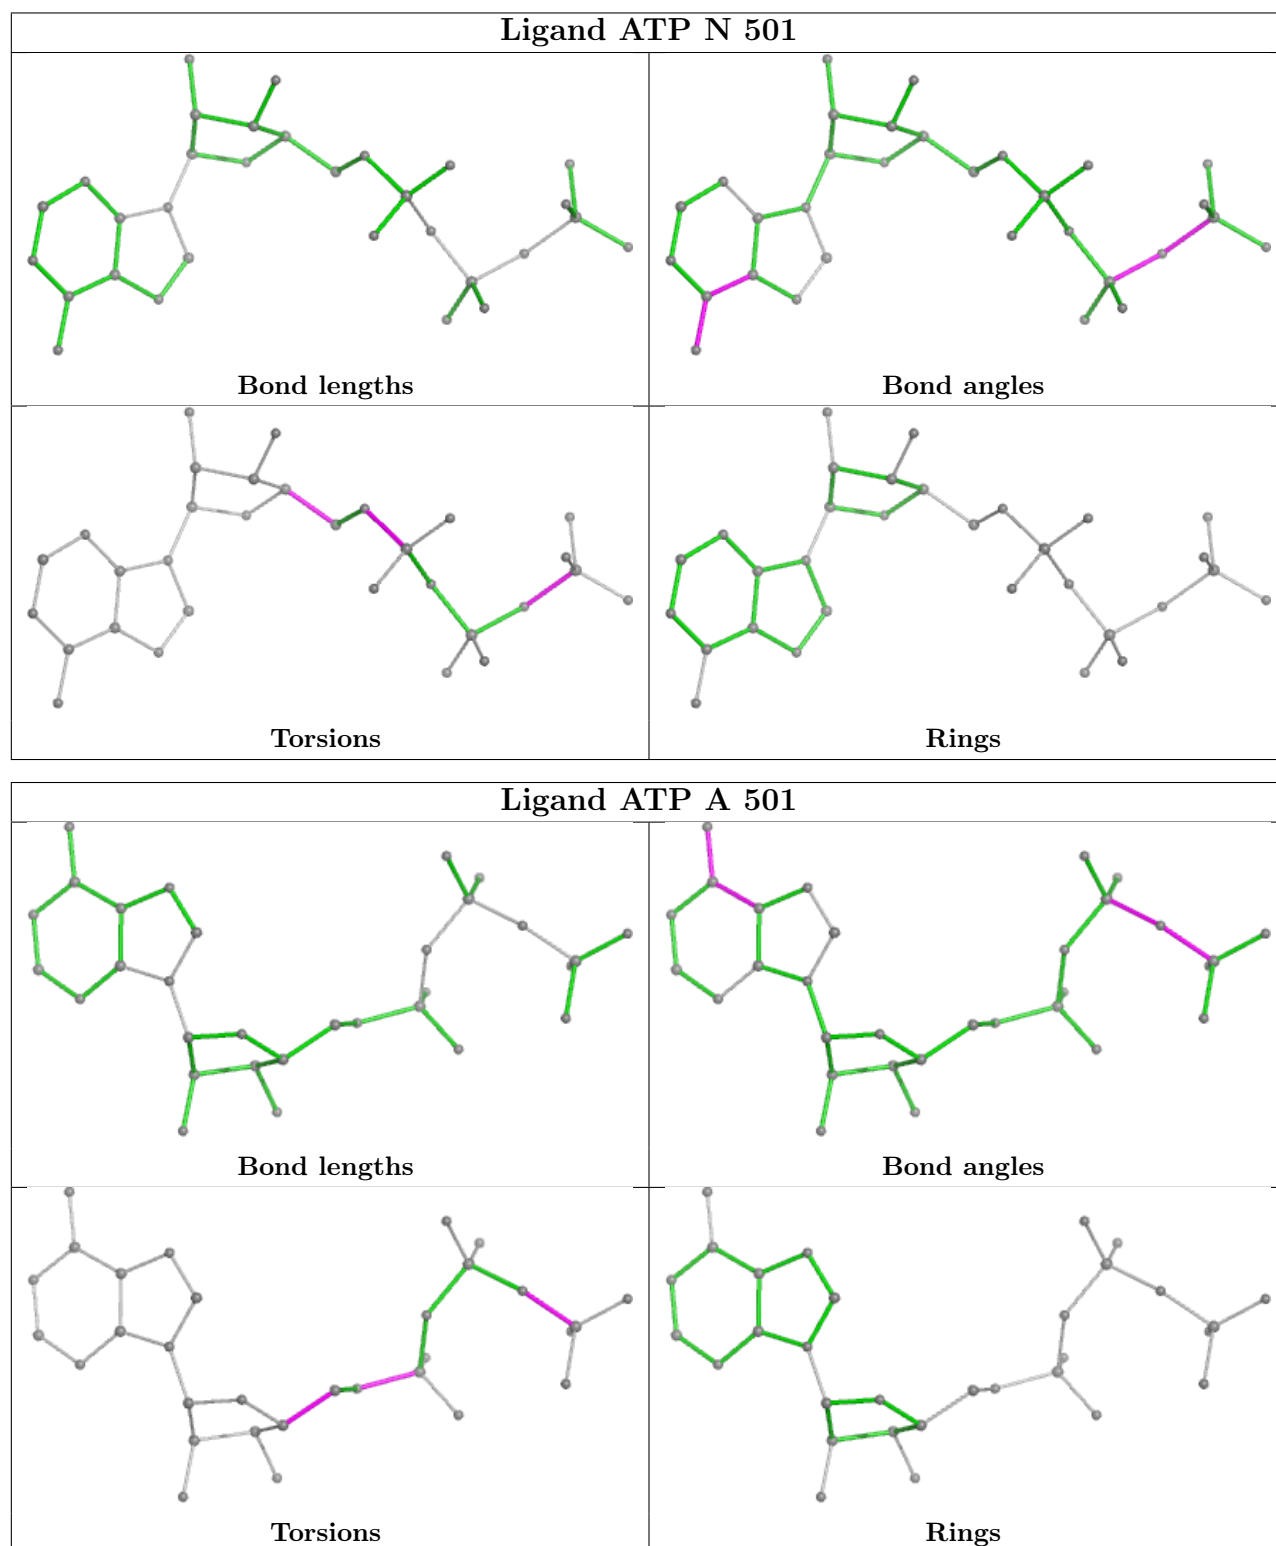 Ligand ATP N 501
Bond lengths
Bond angles
Torsions
Rings
Ligand ATP A 501
Bond lengths
Bond angles
Torsions
Rings